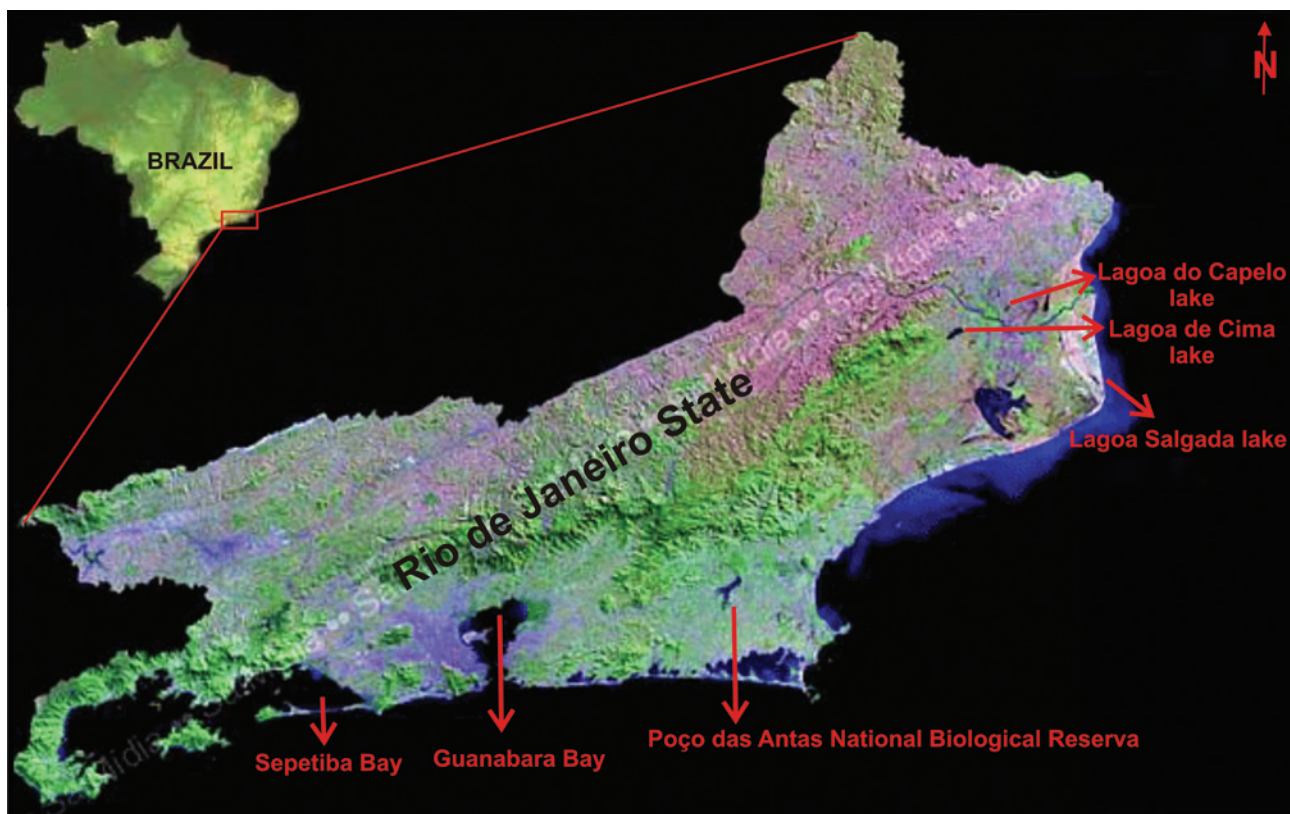 BRAZIL
N
Lagoa do Capelo
lake
Lagoa de Cima
lake
Lagoa Salgada lake
Rio de Janeiro State
Poço das Antas National Biological Reserva
Guanabara Bay
Sepetiba Bay